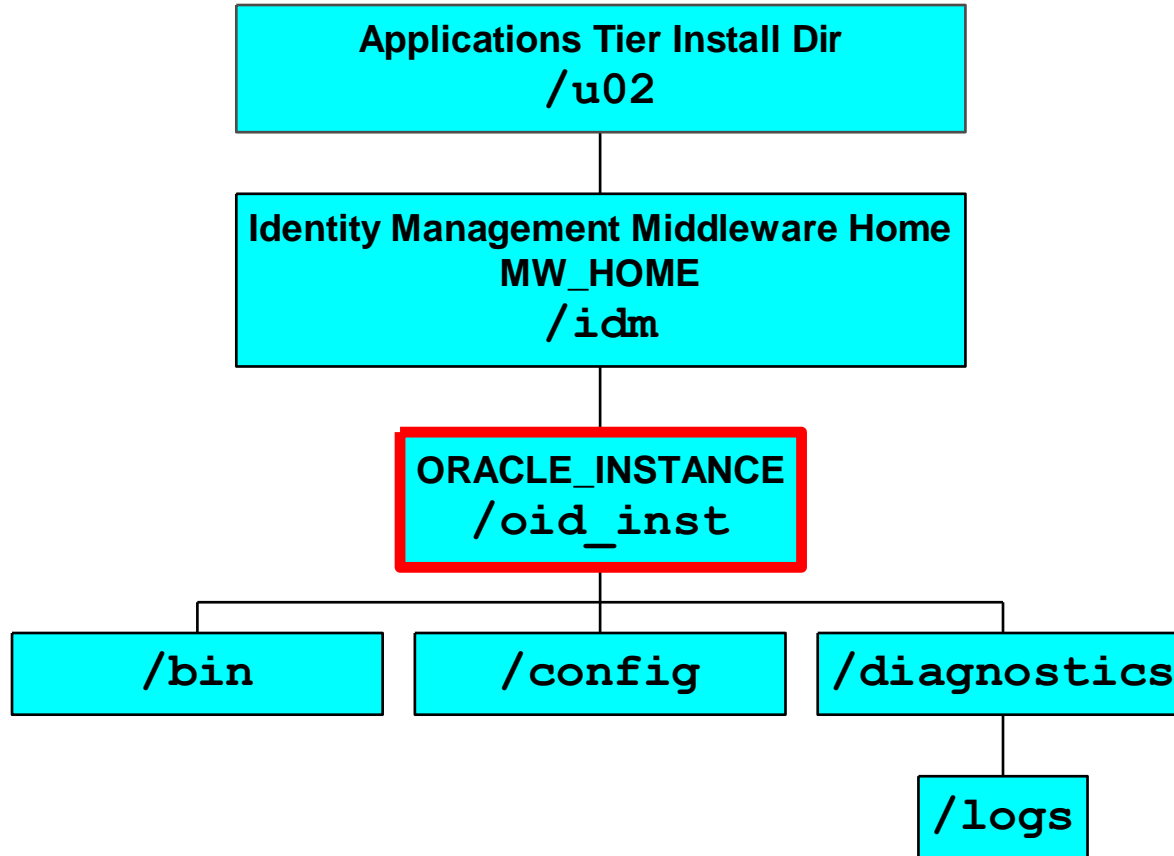 Applications Tier Install Dir
/u02
Identity Management Middleware Home
MW_HOME
/idm
ORACLE_INSTANCE
/oid_inst
/bin
/config
/diagnostics
/logs